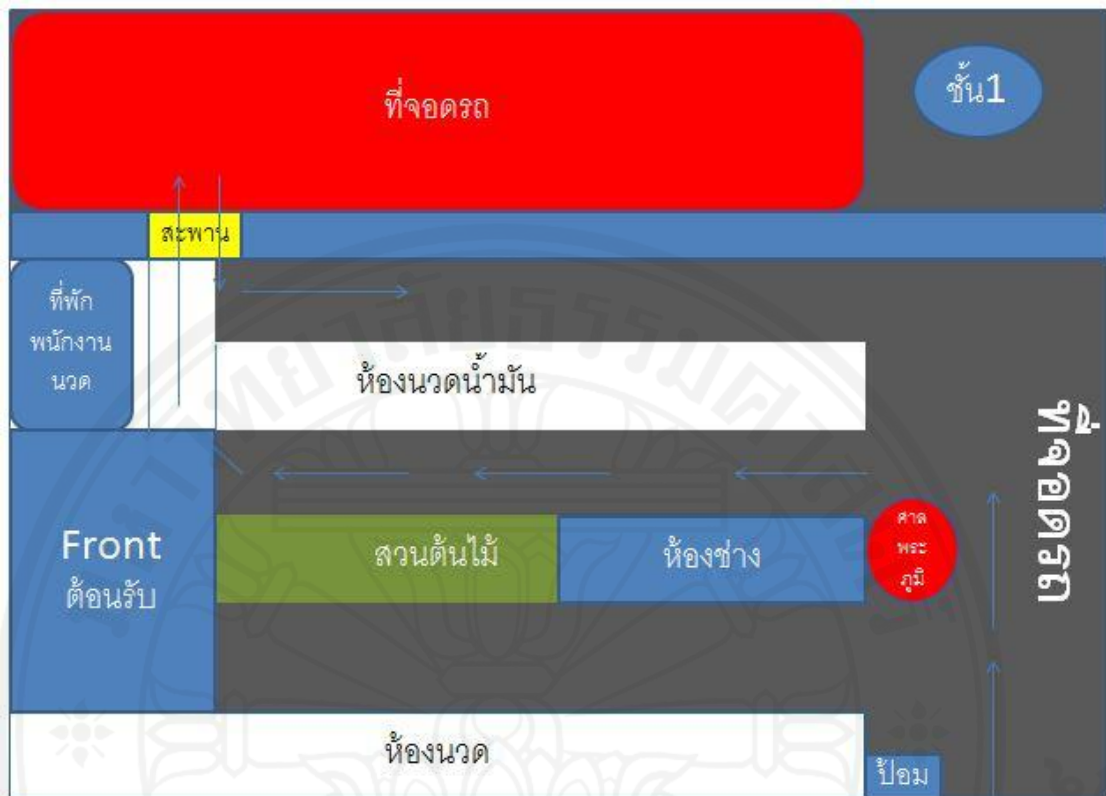 ที่จอดรถ
ชั้น1
สะพาน
ที่พัก
พนักงาน
นวด
ห้องนวดน้ำมัน
ที่จอดรถ
Front
ต้อนรับ
สวนต้นไม้
ห้องช่าง
ศาล
พระ
ภูมิ
ห้องนวด
ป้อม